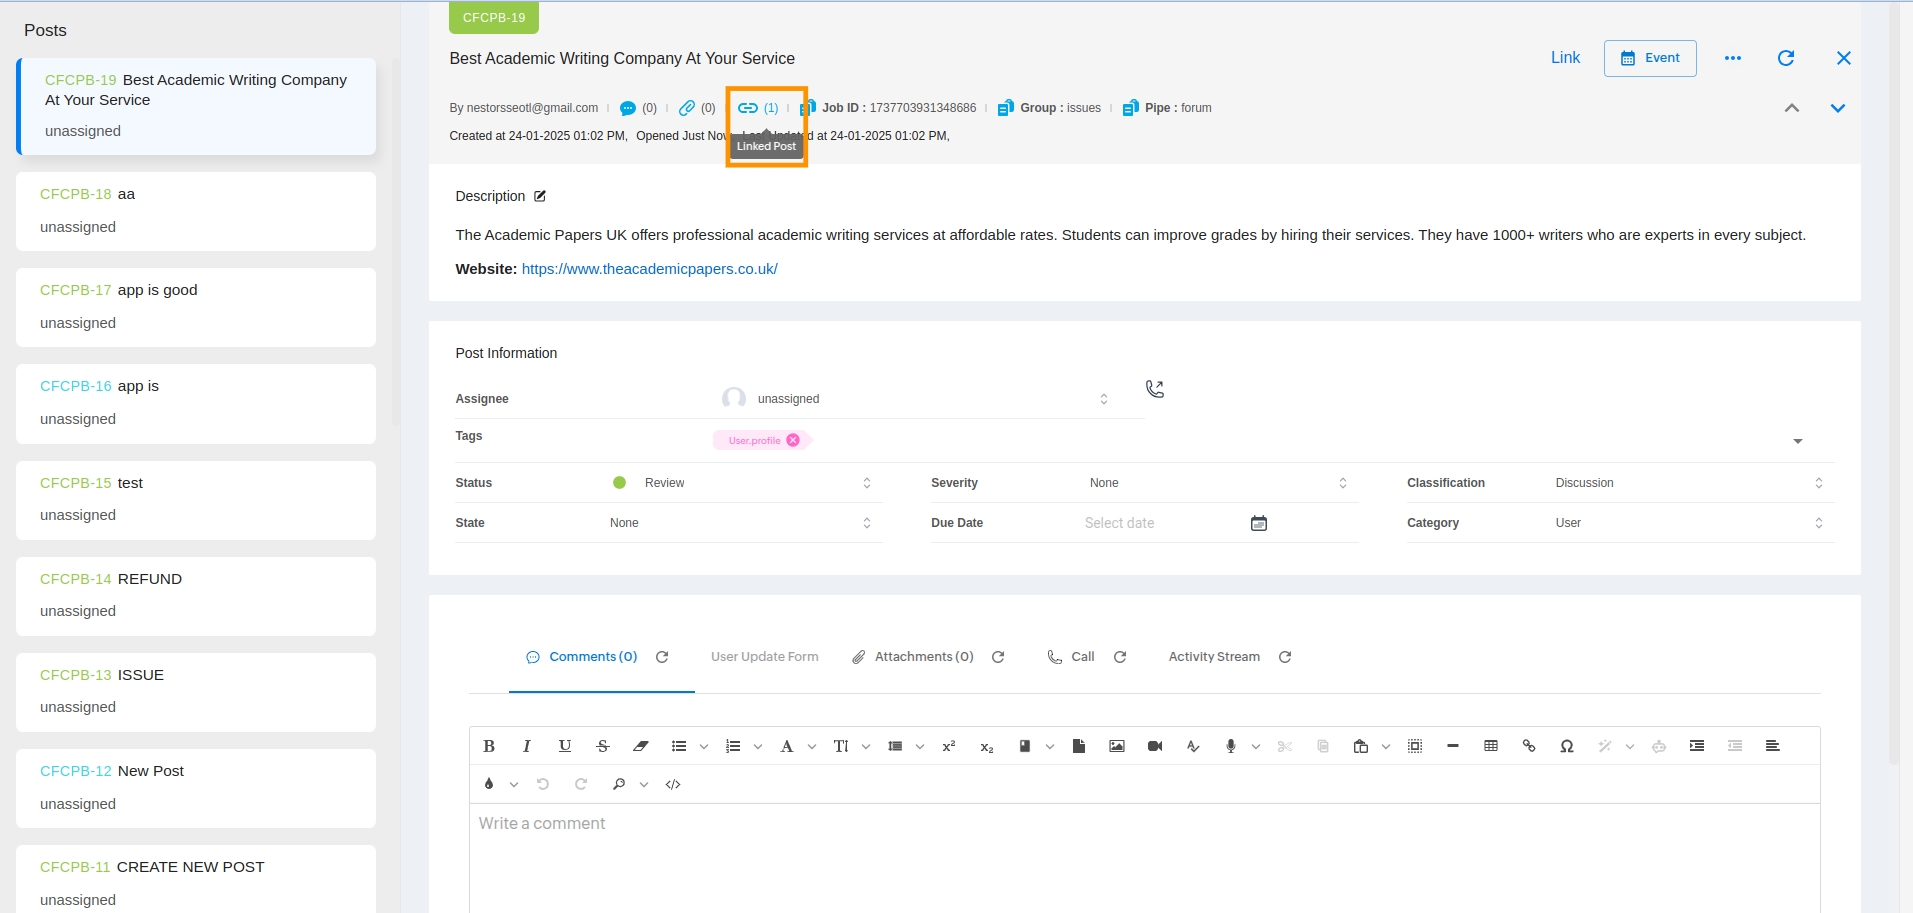 Posts
CFCPB-19 Best Academic Writing Company
At Your Service
unassigned
CFCPB-18 aa
unassigned
CFCPB-17 app is good
unassigned
CFCPB-16 app is
unassigned
CFCPB-15 test
unassigned
CFCPB-14 REFUND
unassigned
CFCPB-13 ISSUE
unassigned
CFCPB-12 New Post
unassigned
CFCPB-11 CREATE NEW POST
unassigned
CFCPB-19
Best Academic Writing Company At Your Service
Link
Event
By nestorsseotl@gmail.com (0) (0) (1) Job ID : 1737703931348686 Group : issues Pipe : forum
Created at 24-01-2025 01:02 PM, Opened Just Now Last Updated at 24-01-2025 01:02 PM,
Linked Post
Description
The Academic Papers UK offers professional academic writing services at affordable rates. Students can improve grades by hiring their services. They have 1000+ writers who are experts in every subject.
Website: https://www.theacademicpapers.co.uk/
Post Information
Assignee unassigned
Tags User.profile
Status Review Severity None Classification Discussion
State None Due Date Select date Category User
Comments (0) User Update Form Attachments (0) Call Activity Stream
Write a comment